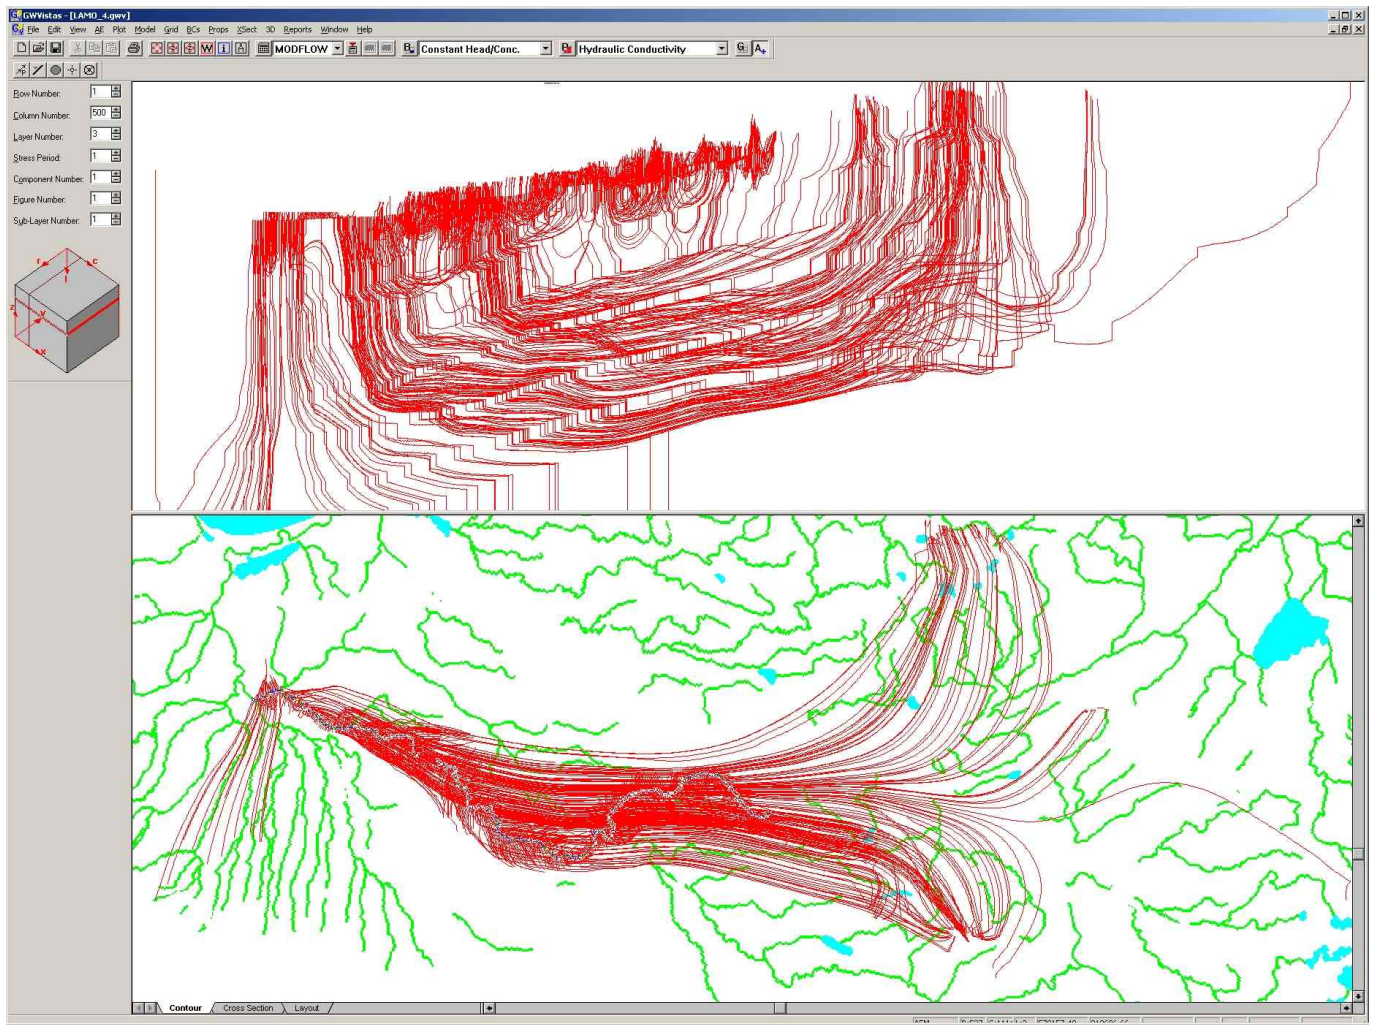 GWVistas - [LAMO_4.gwv]
File Edit View AE Plot Model Grid BCs Props XSect 3D Reports Window Help
MODFLOW Constant Head/Conc. Hydraulic Conductivity
Row Number: 1
Column Number: 500
Layer Number: 3
Stress Period: 1
Component Number: 1
Figure Number: 1
Sub-Layer Number: 1
r c
l
z y
x
Contour Cross Section Layout